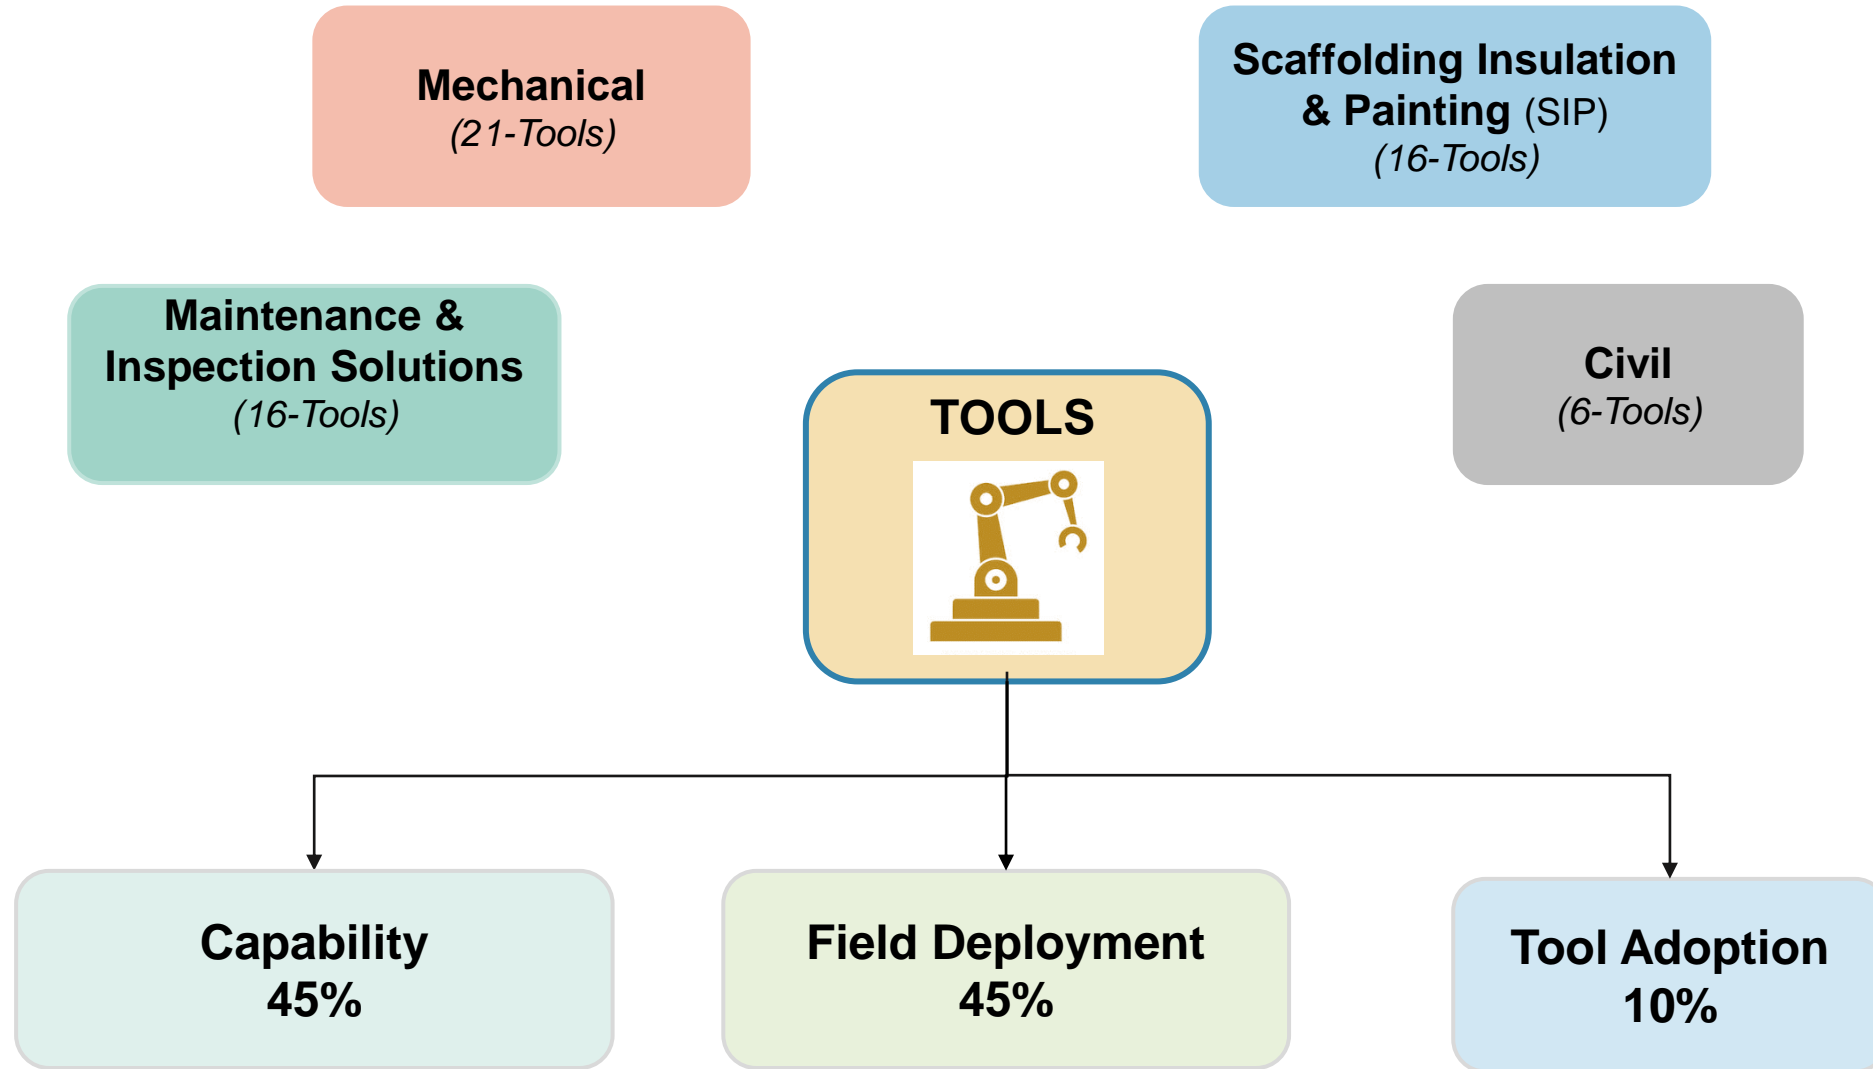 Mechanical
(21-Tools)
Scaffolding Insulation
& Painting (SIP)
(16-Tools)
Maintenance &
Inspection Solutions
(16-Tools)
Civil
(6-Tools)
TOOLS
Capability
45%
Field Deployment
45%
Tool Adoption
10%